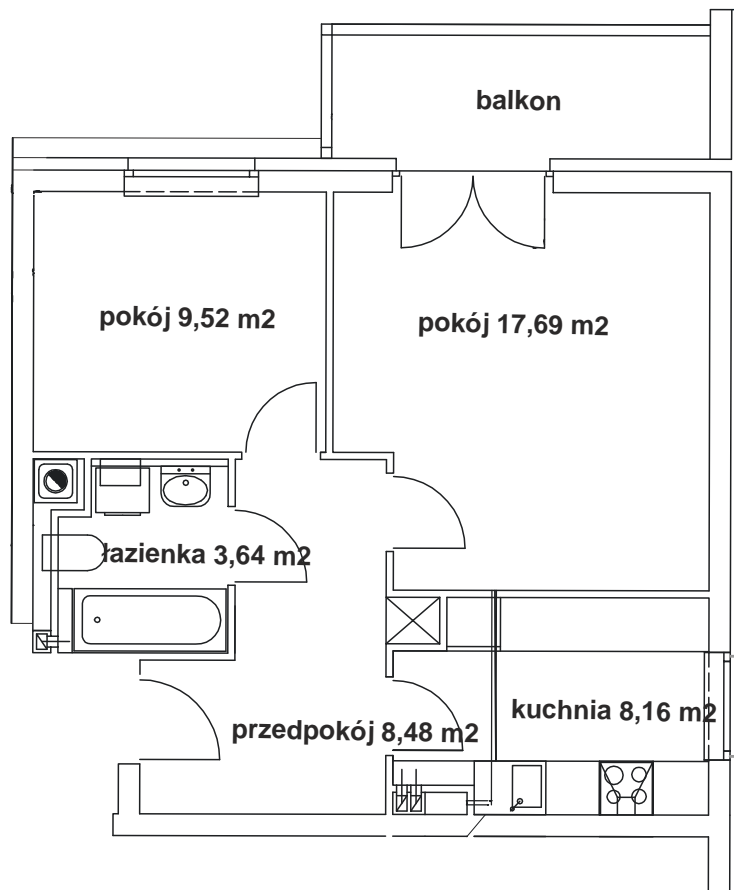 balkon
pokój 9,52 m2
pokój 17,69 m2
łazienka 3,64 m2
kuchnia 8,16 m2
przedpokój 8,48 m2